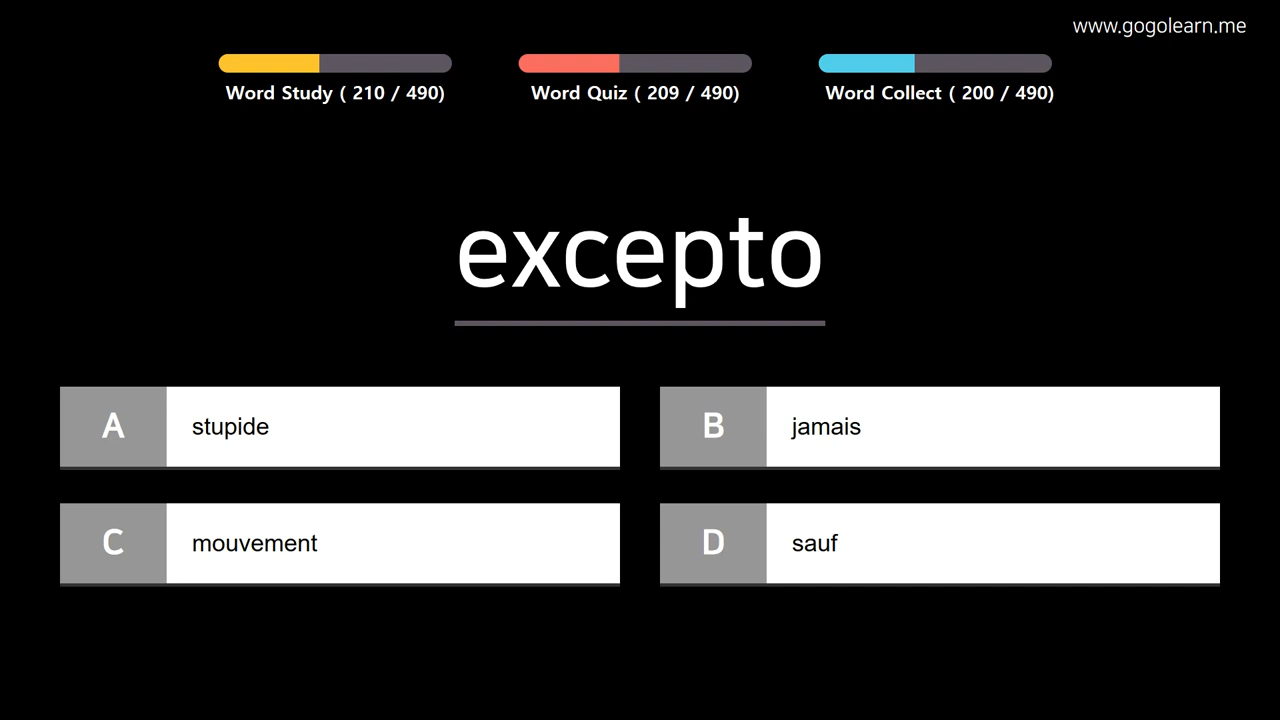 www.gogolearn.me
Word Study ( 210 / 490)
Word Quiz ( 209 / 490)
Word Collect ( 200 / 490)
excepto
A stupide
B jamais
C mouvement
D sauf